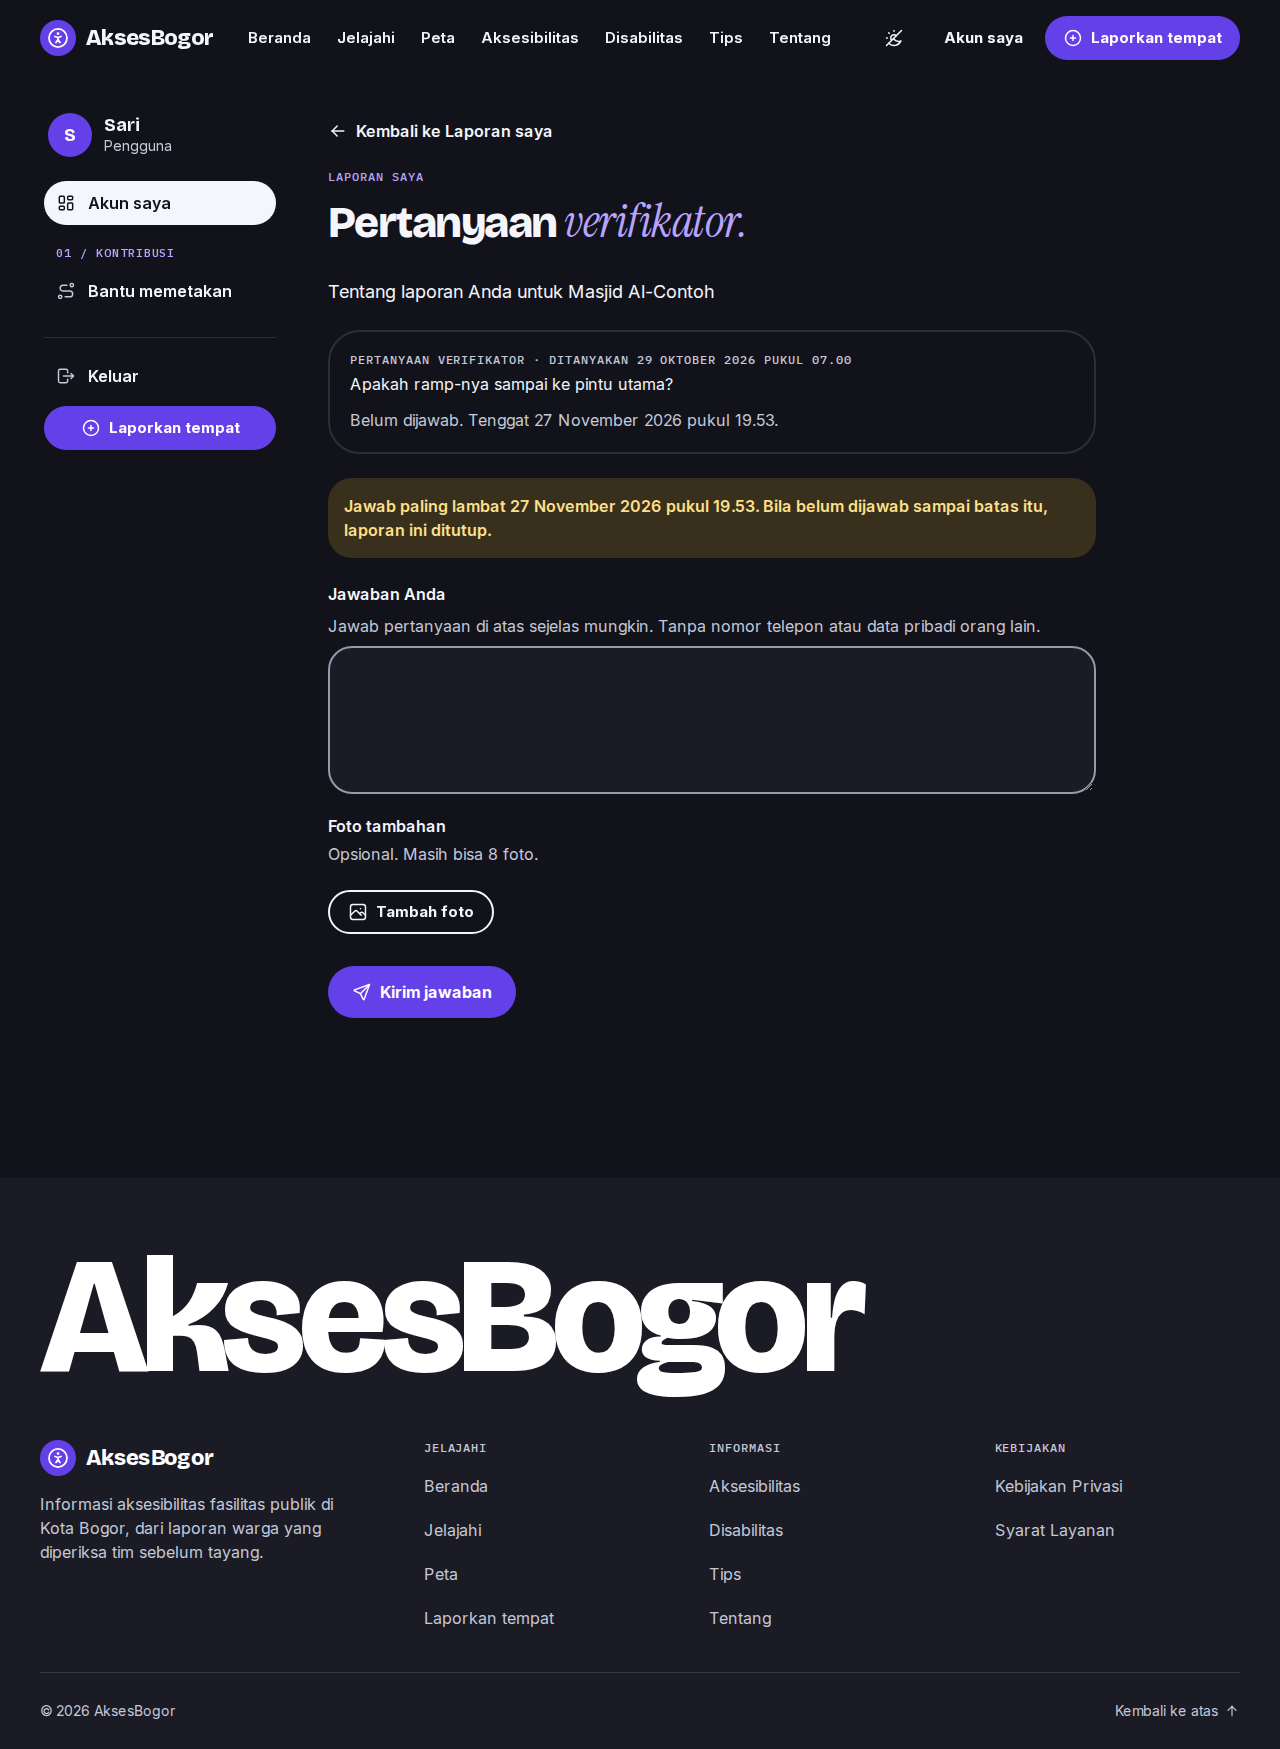 AksesBogor
Beranda
Jelajahi
Peta
Aksesibilitas
Disabilitas
Tips
Tentang
Akun saya
Laporkan tempat
S
Sari
Pengguna
Akun saya
01 / KONTRIBUSI
Bantu memetakan
Keluar
Laporkan tempat
Kembali ke Laporan saya
LAPORAN SAYA
Pertanyaan verifikator.
Tentang laporan Anda untuk Masjid Al-Contoh
PERTANYAAN VERIFIKATOR · DITANYAKAN 29 OKTOBER 2026 PUKUL 07.00
Apakah ramp-nya sampai ke pintu utama?
Belum dijawab. Tenggat 27 November 2026 pukul 19.53.
Jawab paling lambat 27 November 2026 pukul 19.53. Bila belum dijawab sampai batas itu,
laporan ini ditutup.
Jawaban Anda
Jawab pertanyaan di atas sejelas mungkin. Tanpa nomor telepon atau data pribadi orang lain.
Foto tambahan
Opsional. Masih bisa 8 foto.
Tambah foto
Kirim jawaban
AksesBogor
AksesBogor
Informasi aksesibilitas fasilitas publik di
Kota Bogor, dari laporan warga yang
diperiksa tim sebelum tayang.
JELAJAHI
Beranda
Jelajahi
Peta
Laporkan tempat
INFORMASI
Aksesibilitas
Disabilitas
Tips
Tentang
KEBIJAKAN
Kebijakan Privasi
Syarat Layanan
© 2026 AksesBogor
Kembali ke atas ↑